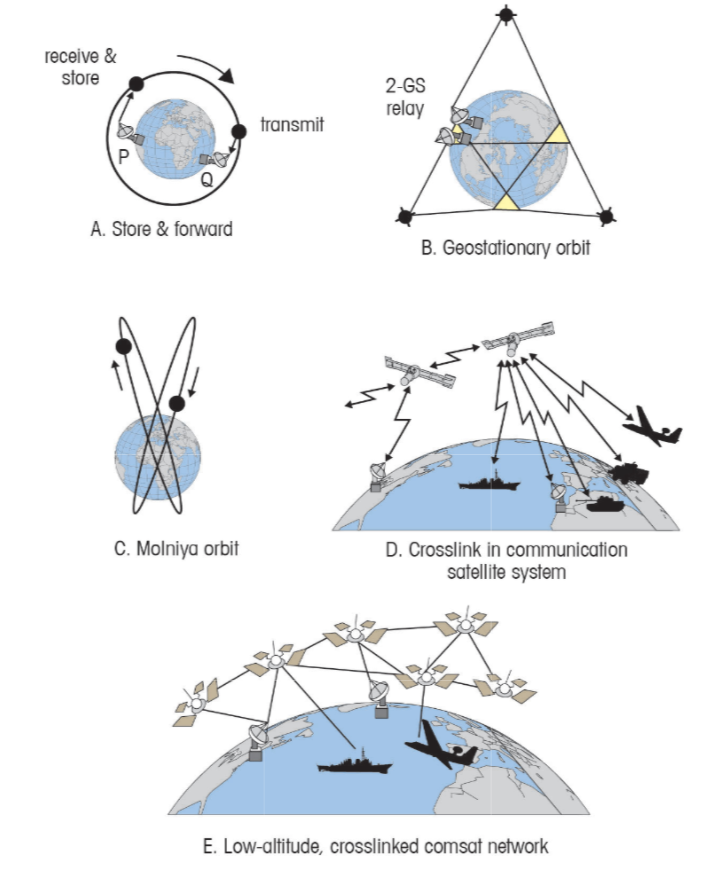 receive &
store
transmit
P
Q
A. Store & forward
2-GS
relay
B. Geostationary orbit
C. Molniya orbit
D. Crosslink in communication
satellite system
E. Low-altitude, crosslinked comsat network